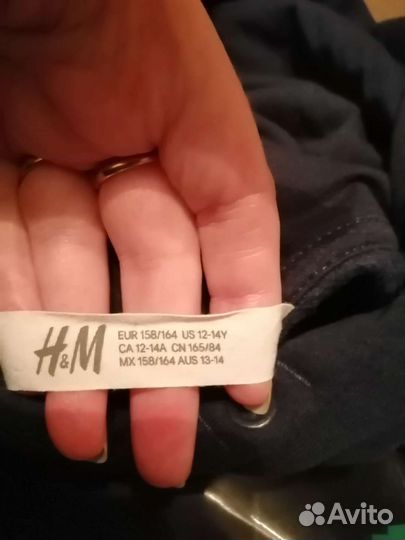 H&M
EUR 158/164 US 12-14Y
CA 12-14A CN 165/84
MX 158/164 AUS 13-14
Avito